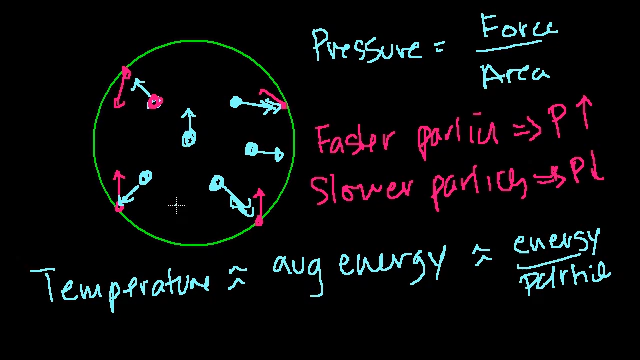 Pressure = Force / Area
Faster particles => P ↑
Slower particles => P↓
Temperature ≈ avg energy ≈ energy / particle